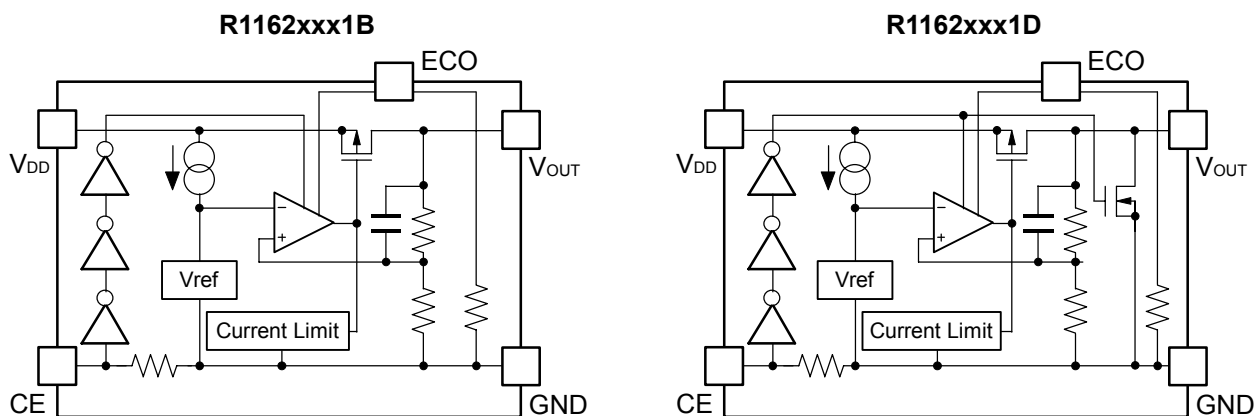 R1162xxx1B
ECO
VDD
VOUT
−
+
Vref
Current Limit
CE
GND
R1162xxx1D
ECO
VDD
VOUT
−
+
Vref
Current Limit
CE
GND